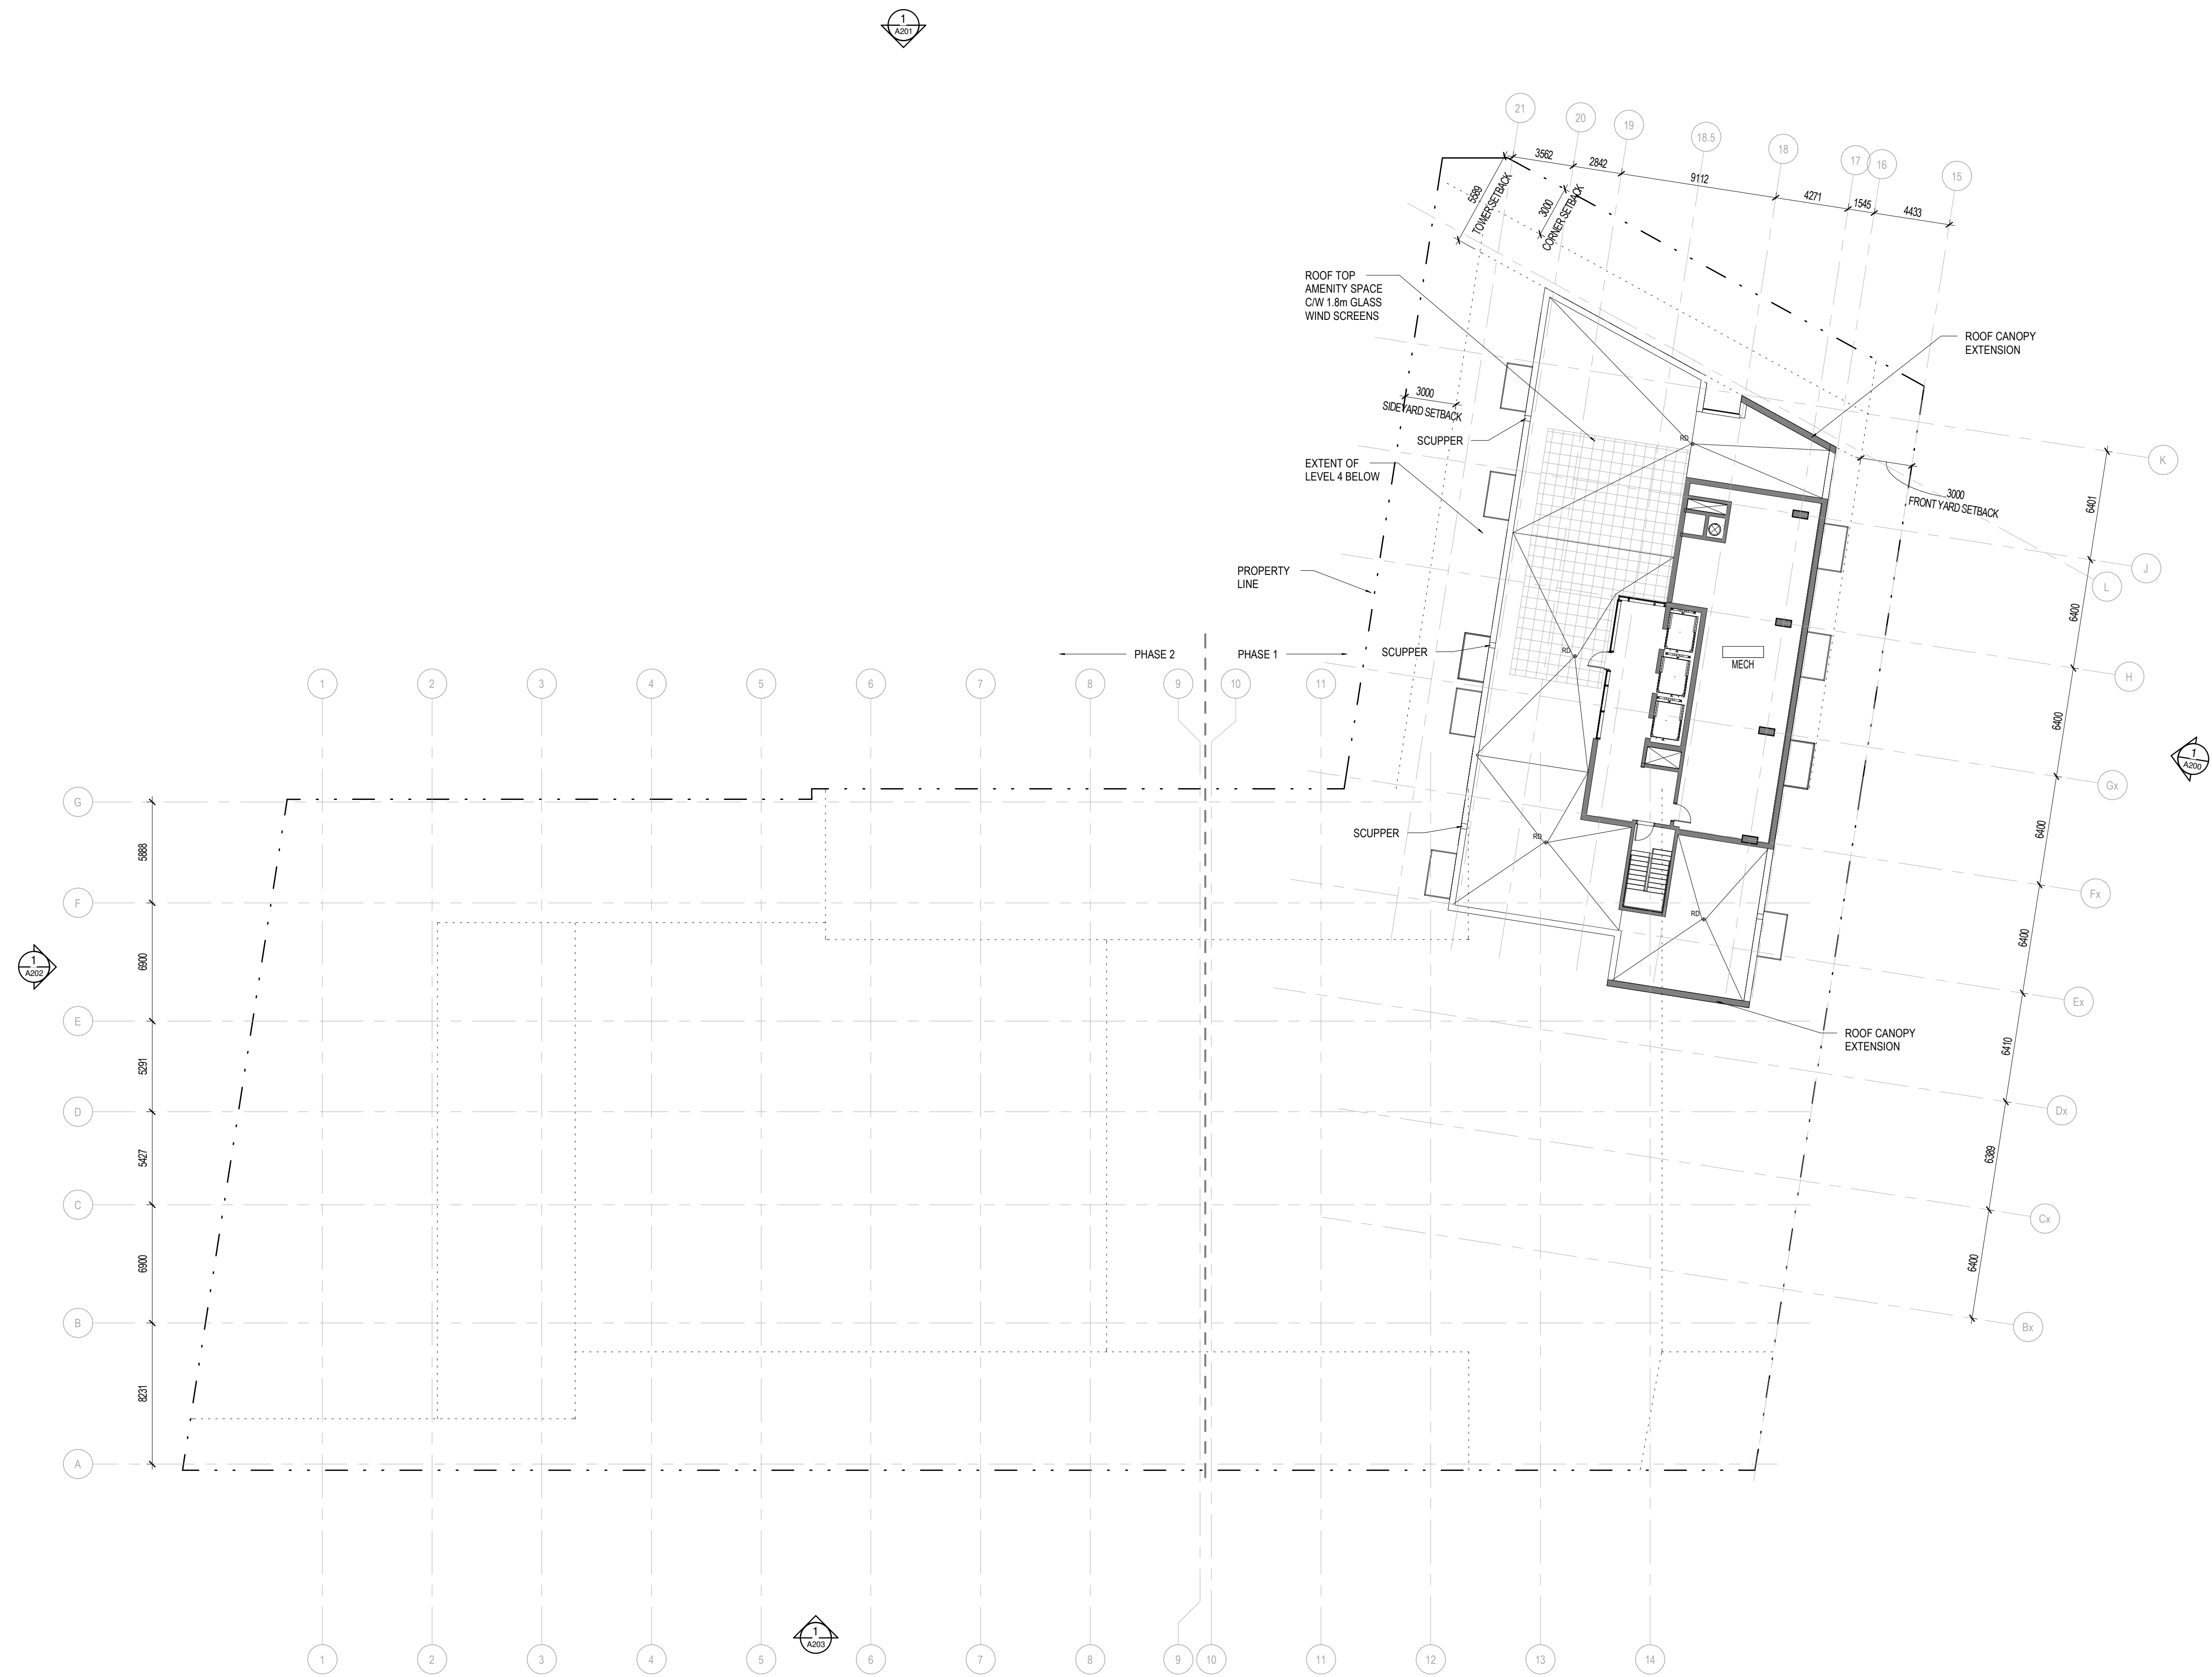 1
A201
21
20
19
18.5
18
17
16
15
3562
2842
9112
4271
1545
4433
5589
TOWER SETBACK
3000
CORNER SETBACK
ROOF TOP
AMENITY SPACE
C/W 1.8m GLASS
WIND SCREENS
ROOF CANOPY
EXTENSION
3000
SIDEYARD SETBACK
SCUPPER
RD
EXTENT OF
LEVEL 4 BELOW
K
3000
FRONT YARD SETBACK
6401
J
L
PROPERTY
LINE
6400
PHASE 2
PHASE 1
SCUPPER
RD
MECH
H
1
2
3
4
5
6
7
8
9
10
11
6400
1
A200
Gx
G
SCUPPER
RD
6400
5888
Fx
F
RD
6400
1
A202
6900
Ex
E
ROOF CANOPY
EXTENSION
6410
5291
Dx
D
5427
6389
C
Cx
6900
6400
B
Bx
8231
A
1
A203
1
2
3
4
5
6
7
8
9
10
11
12
13
14